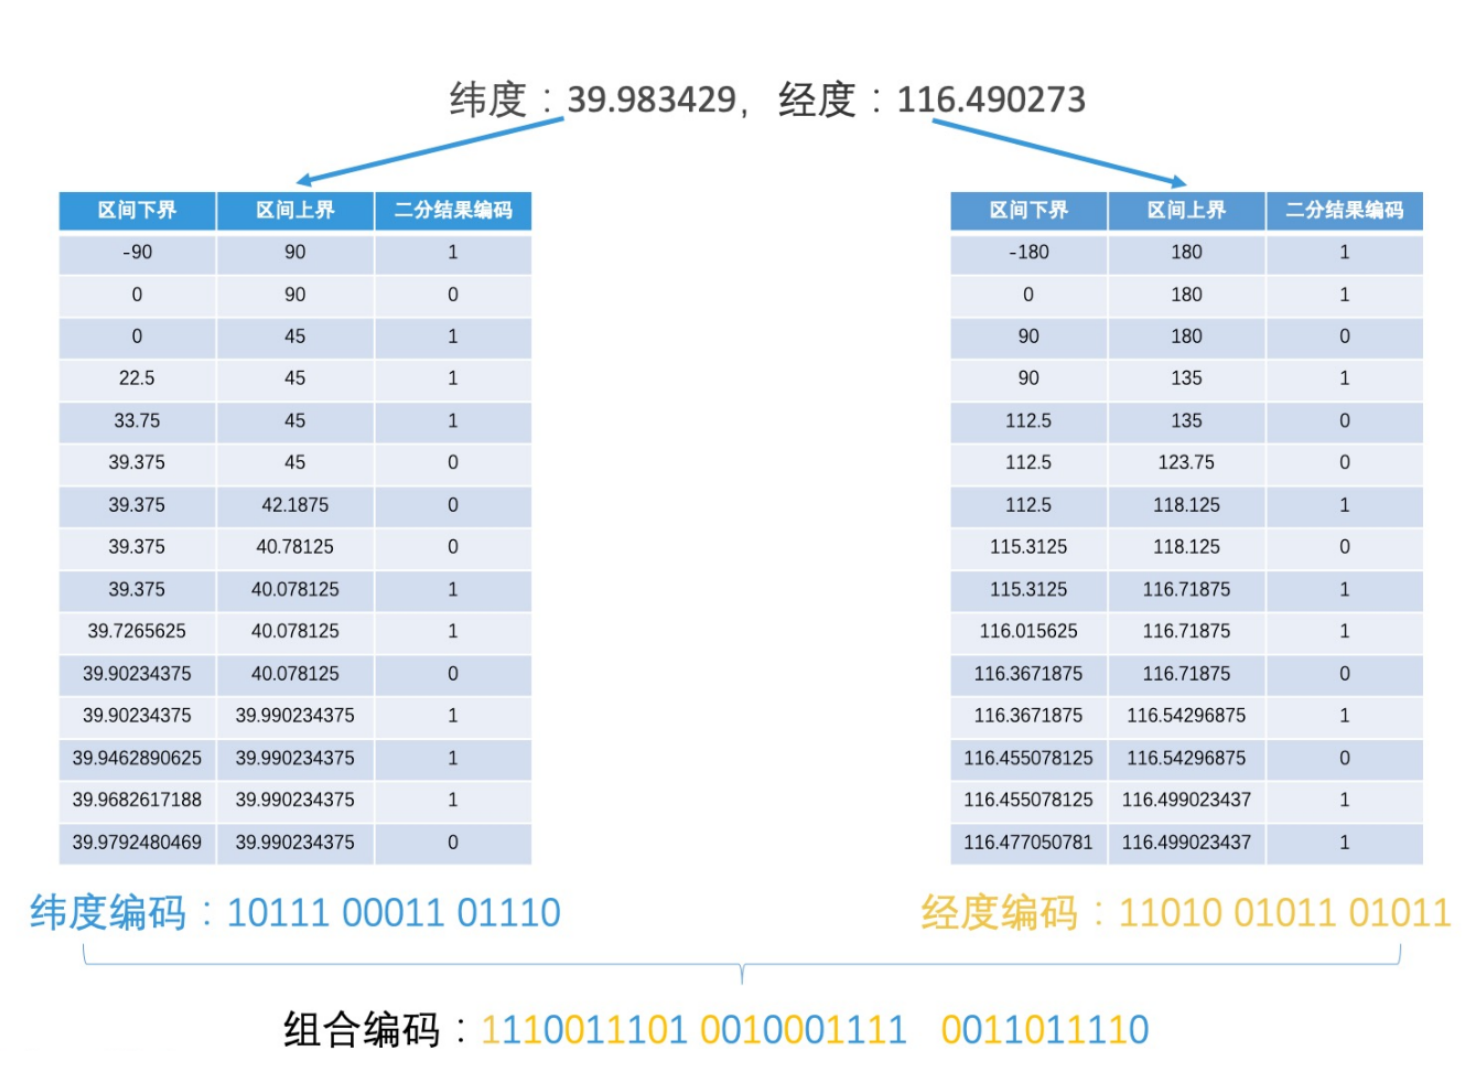 纬度：39.983429，经度：116.490273
区间下界 区间上界 二分结果编码
-90 90 1
0 90 0
0 45 1
22.5 45 1
33.75 45 1
39.375 45 0
39.375 42.1875 0
39.375 40.78125 0
39.375 40.078125 1
39.7265625 40.078125 1
39.90234375 40.078125 0
39.90234375 39.990234375 1
39.9462890625 39.990234375 1
39.9682617188 39.990234375 1
39.9792480469 39.990234375 0
纬度编码：10111 00011 01110
区间下界 区间上界 二分结果编码
-180 180 1
0 180 1
90 180 0
90 135 1
112.5 135 0
112.5 123.75 0
112.5 118.125 1
115.3125 118.125 0
115.3125 116.71875 1
116.015625 116.71875 1
116.3671875 116.71875 0
116.3671875 116.54296875 1
116.455078125 116.54296875 0
116.455078125 116.499023437 1
116.477050781 116.499023437 1
经度编码：11010 01011 01011
组合编码：1110011101 0010001111 0011011110